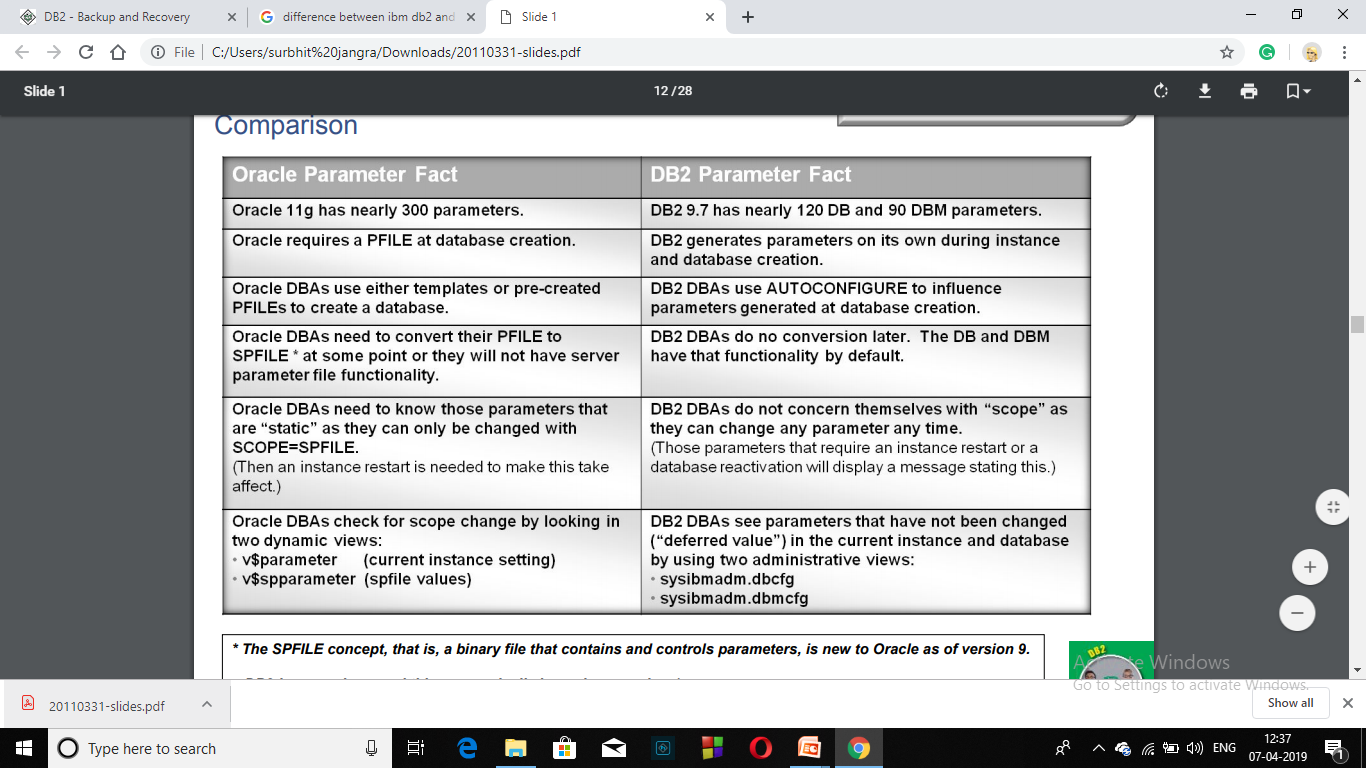 DB2 - Backup and Recovery
difference between ibm db2 and
Slide 1
File
C:/Users/surbhit%20jangra/Downloads/20110331-slides.pdf
Slide 1
12 / 28
Comparison
Oracle Parameter Fact
DB2 Parameter Fact
Oracle 11g has nearly 300 parameters.
DB2 9.7 has nearly 120 DB and 90 DBM parameters.
Oracle requires a PFILE at database creation.
DB2 generates parameters on its own during instance
and database creation.
Oracle DBAs use either templates or pre-created
PFILEs to create a database.
DB2 DBAs use AUTOCONFIGURE to influence
parameters generated at database creation.
Oracle DBAs need to convert their PFILE to
SPFILE * at some point or they will not have server
parameter file functionality.
DB2 DBAs do no conversion later. The DB and DBM
have that functionality by default.
Oracle DBAs need to know those parameters that
are “static” as they can only be changed with
SCOPE=SPFILE.
(Then an instance restart is needed to make this take
affect.)
DB2 DBAs do not concern themselves with “scope” as
they can change any parameter any time.
(Those parameters that require an instance restart or a
database reactivation will display a message stating this.)
Oracle DBAs check for scope change by looking in
two dynamic views:
• v$parameter (current instance setting)
• v$spparameter (spfile values)
DB2 DBAs see parameters that have not been changed
(“deferred value”) in the current instance and database
by using two administrative views:
• sysibmadm.dbcfg
• sysibmadm.dbmcfg
* The SPFILE concept, that is, a binary file that contains and controls parameters, is new to Oracle as of version 9.
DB2
Activate Windows
Go to Settings to activate Windows.
20110331-slides.pdf
Show all
Type here to search
ENG
12:37
07-04-2019
1